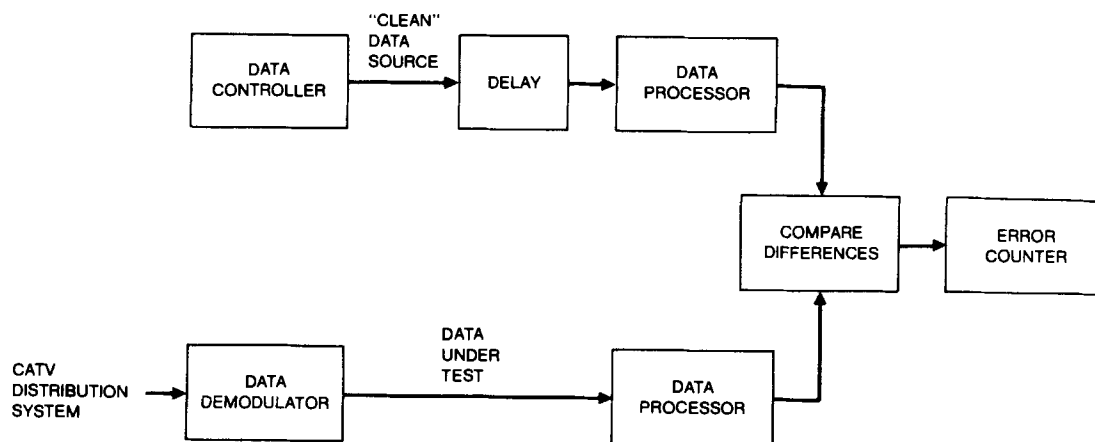 "CLEAN"
DATA
SOURCE
DATA
CONTROLLER
DELAY
DATA
PROCESSOR
COMPARE
DIFFERENCES
ERROR
COUNTER
CATV
DISTRIBUTION
SYSTEM
DATA
DEMODULATOR
DATA
UNDER
TEST
DATA
PROCESSOR